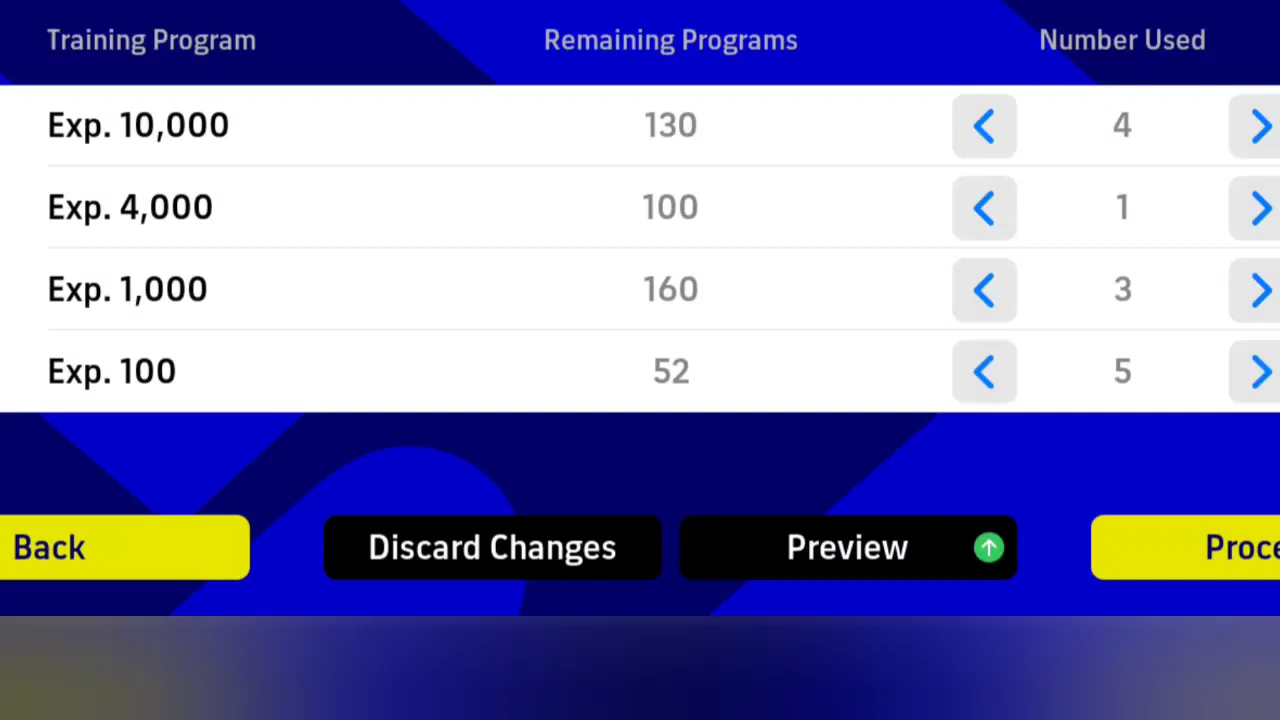 Training Program Remaining Programs Number Used
Exp. 10,000 130 4
Exp. 4,000 100 1
Exp. 1,000 160 3
Exp. 100 52 5
Back Discard Changes Preview Proce